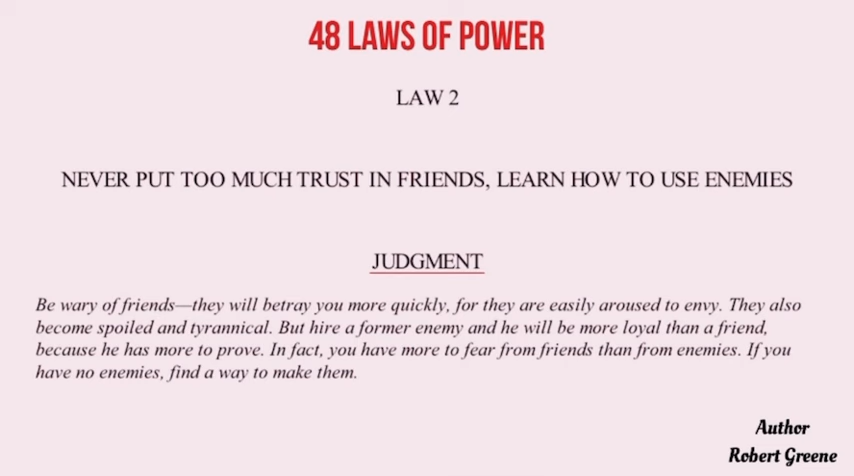 48 LAWS OF POWER
LAW 2
NEVER PUT TOO MUCH TRUST IN FRIENDS, LEARN HOW TO USE ENEMIES
JUDGMENT
Be wary of friends—they will betray you more quickly, for they are easily aroused to envy. They also
become spoiled and tyrannical. But hire a former enemy and he will be more loyal than a friend,
because he has more to prove. In fact, you have more to fear from friends than from enemies. If you
have no enemies, find a way to make them.
Author
Robert Greene